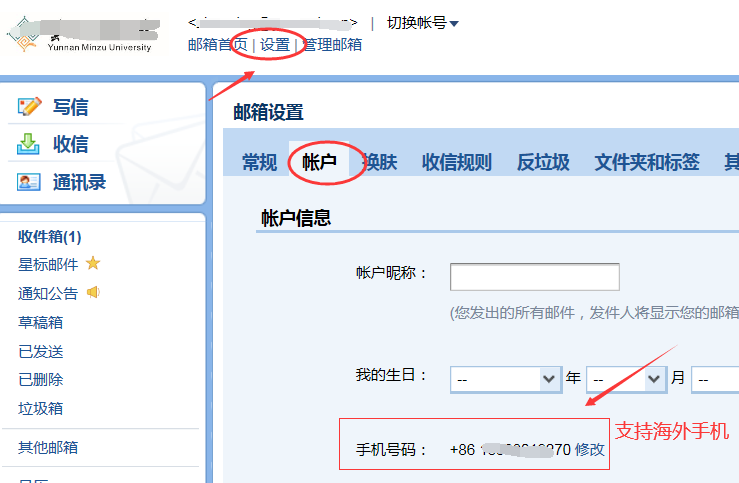 Yunnan Minzu University
切换帐号
邮箱首页 | 设置 | 管理邮箱
写信
收信
通讯录
收件箱(1)
星标邮件
通知公告
草稿箱
已发送
已删除
垃圾箱
其他邮箱
邮箱设置
常规 帐户 换肤 收信规则 反垃圾 文件夹和标签 其
帐户信息
帐户昵称：
(您发出的所有邮件，发件人将显示您的邮箱
我的生日： -- 年 -- 月 --
手机号码： +86 修改
支持海外手机